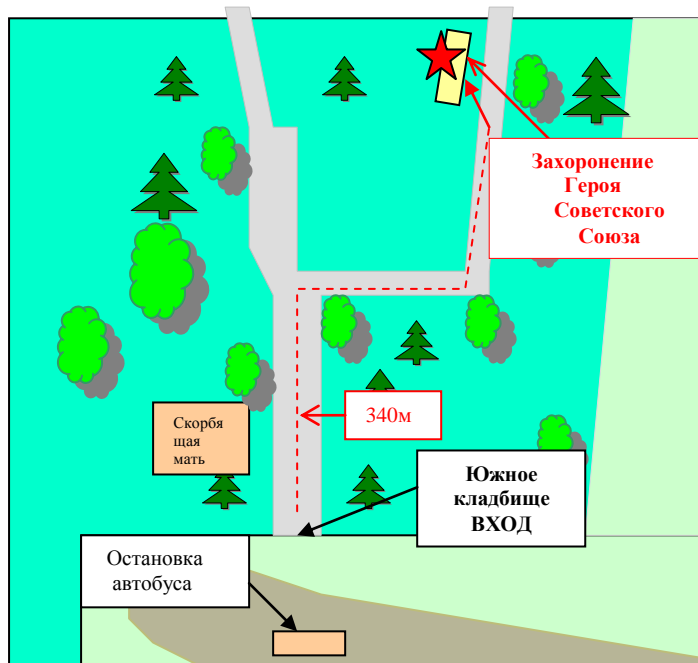 Захоронение
Героя
Советского
Союза
340м
Скорбя
щая
мать
Южное
кладбище
ВХОД
Остановка
автобуса